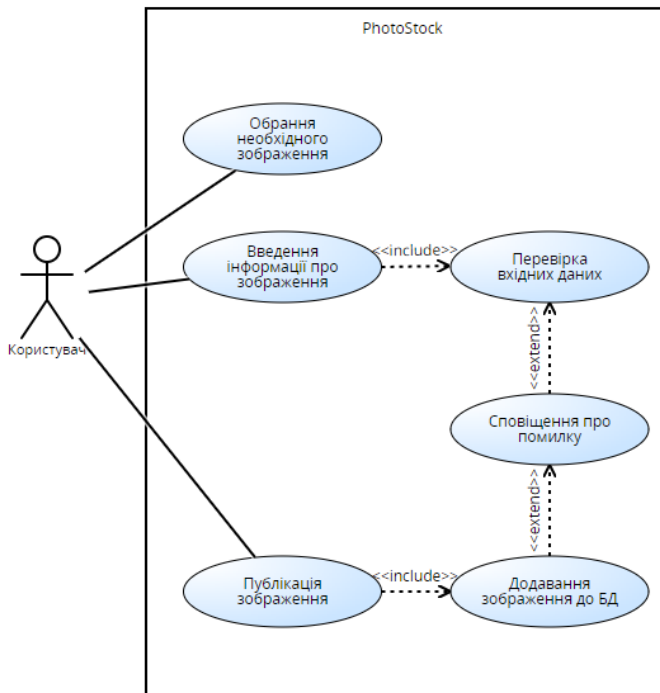 PhotoStock
Обрання
необхідного
зображення
Введення
інформації про
зображення
<<include>>
Перевірка
вхідних даних
<<extend>>
Користувач
Сповіщення про
помилку
<<extend>>
Публікація
зображення
<<include>>
Додавання
зображення до БД